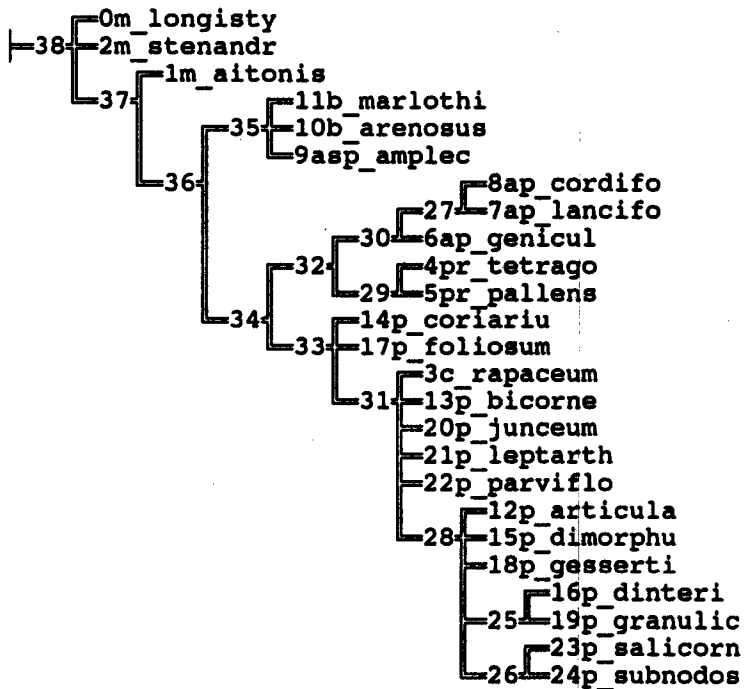 0m_longisty
38 2m_stenandr
1m_aitonis
37
11b_marlothi
35 10b_arenosus
9asp_amplec
8ap_cordifo
36 27 7ap_lancifo
30 6ap_genicul
32 4pr_tetrago
29 5pr_pallens
34 14p_coriariu
33 17p_foliosum
3c_rapaceum
31 13p_bicorne
20p_junceum
21p_leptarth
22p_parviflo
12p_articula
28 15p_dimorphu
18p_gesserti
16p_dinteri
25 19p_granulic
23p_salicorn
26 24p_subnodos